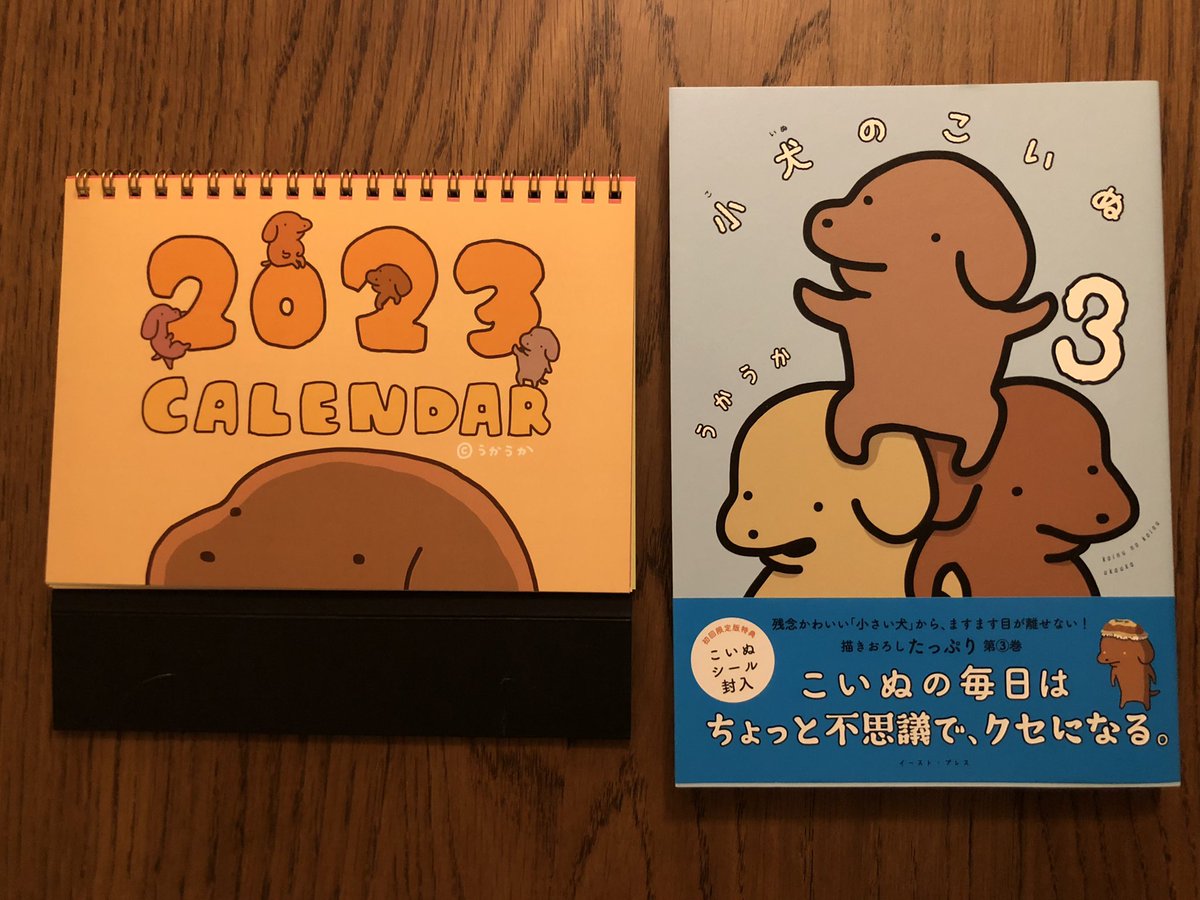 2023
CALENDAR
©うかうか
小犬のこいぬ
こ いぬ
3
うかうか
koinu no koinu
ukauka
初回限定版特典
こいぬ
シール
封入
残念かわいい「小さい犬」から、ますます目が離せない！
描きおろしたっぷり 第③巻
こいぬの毎日は
ちょっと不思議で、クセになる。
イースト・プレス